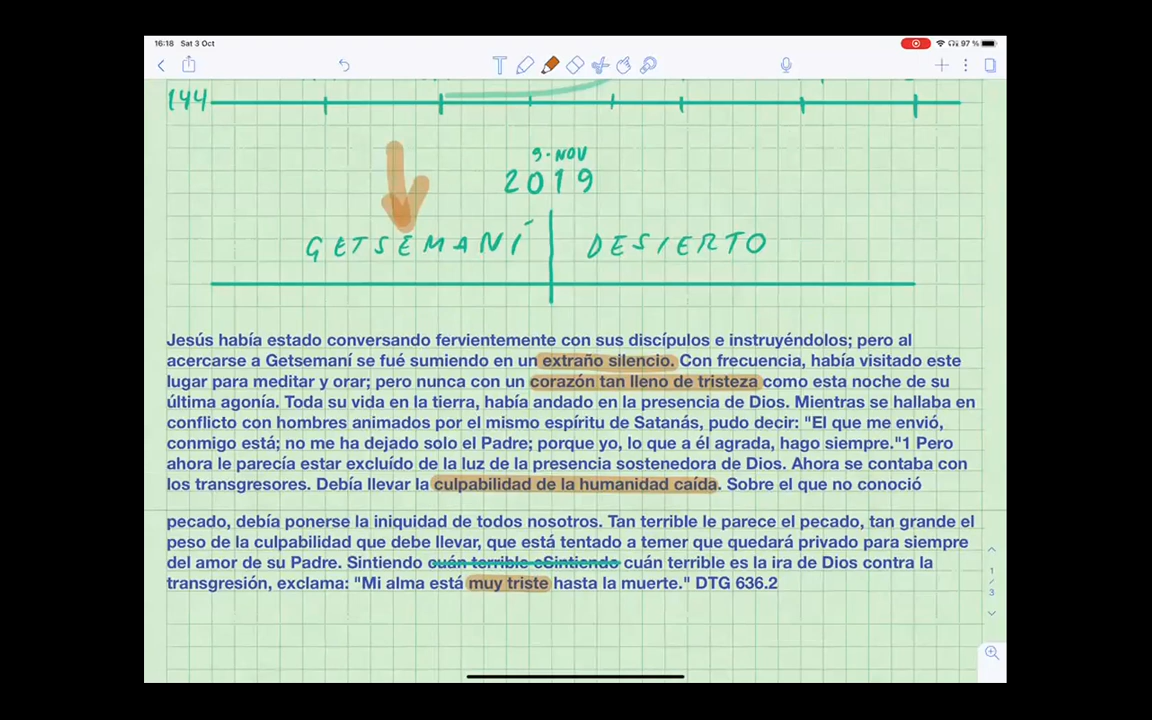 16:18 Sat 3 Oct
97 %
T
144
9·NOV
2019
GETSEMANÍ DESIERTO
Jesús había estado conversando fervientemente con sus discípulos e instruyéndolos; pero al
acercarse a Getsemaní se fué sumiendo en un extraño silencio. Con frecuencia, había visitado este
lugar para meditar y orar; pero nunca con un corazón tan lleno de tristeza como esta noche de su
última agonía. Toda su vida en la tierra, había andado en la presencia de Dios. Mientras se hallaba en
conflicto con hombres animados por el mismo espíritu de Satanás, pudo decir: "El que me envió,
conmigo está; no me ha dejado solo el Padre; porque yo, lo que a él agrada, hago siempre."1 Pero
ahora le parecía estar excluído de la luz de la presencia sostenedora de Dios. Ahora se contaba con
los transgresores. Debía llevar la culpabilidad de la humanidad caída. Sobre el que no conoció
pecado, debía ponerse la iniquidad de todos nosotros. Tan terrible le parece el pecado, tan grande el
peso de la culpabilidad que debe llevar, que está tentado a temer que quedará privado para siempre
del amor de su Padre. Sintiendo cuán terrible eSintiendo cuán terrible es la ira de Dios contra la
transgresión, exclama: "Mi alma está muy triste hasta la muerte." DTG 636.2
1
/
3